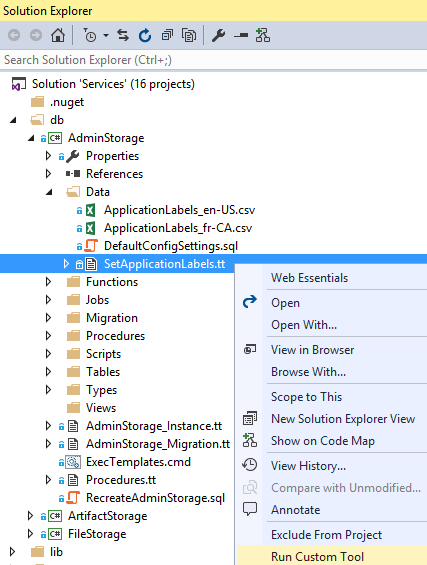 Solution Explorer
Search Solution Explorer (Ctrl+;)
Solution 'Services' (16 projects)
.nuget
db
C# AdminStorage
Properties
References
Data
ApplicationLabels_en-US.csv
ApplicationLabels_fr-CA.csv
DefaultConfigSettings.sql
SetApplicationLabels.tt
Functions
Jobs
Migration
Procedures
Scripts
Tables
Types
Views
AdminStorage_Instance.tt
AdminStorage_Migration.tt
ExecTemplates.cmd
Procedures.tt
RecreateAdminStorage.sql
C# ArtifactStorage
C# FileStorage
lib
Web Essentials
Open
Open With...
View in Browser
Browse With...
Scope to This
New Solution Explorer View
Show on Code Map
View History...
Compare with Unmodified...
Annotate
Exclude From Project
Run Custom Tool